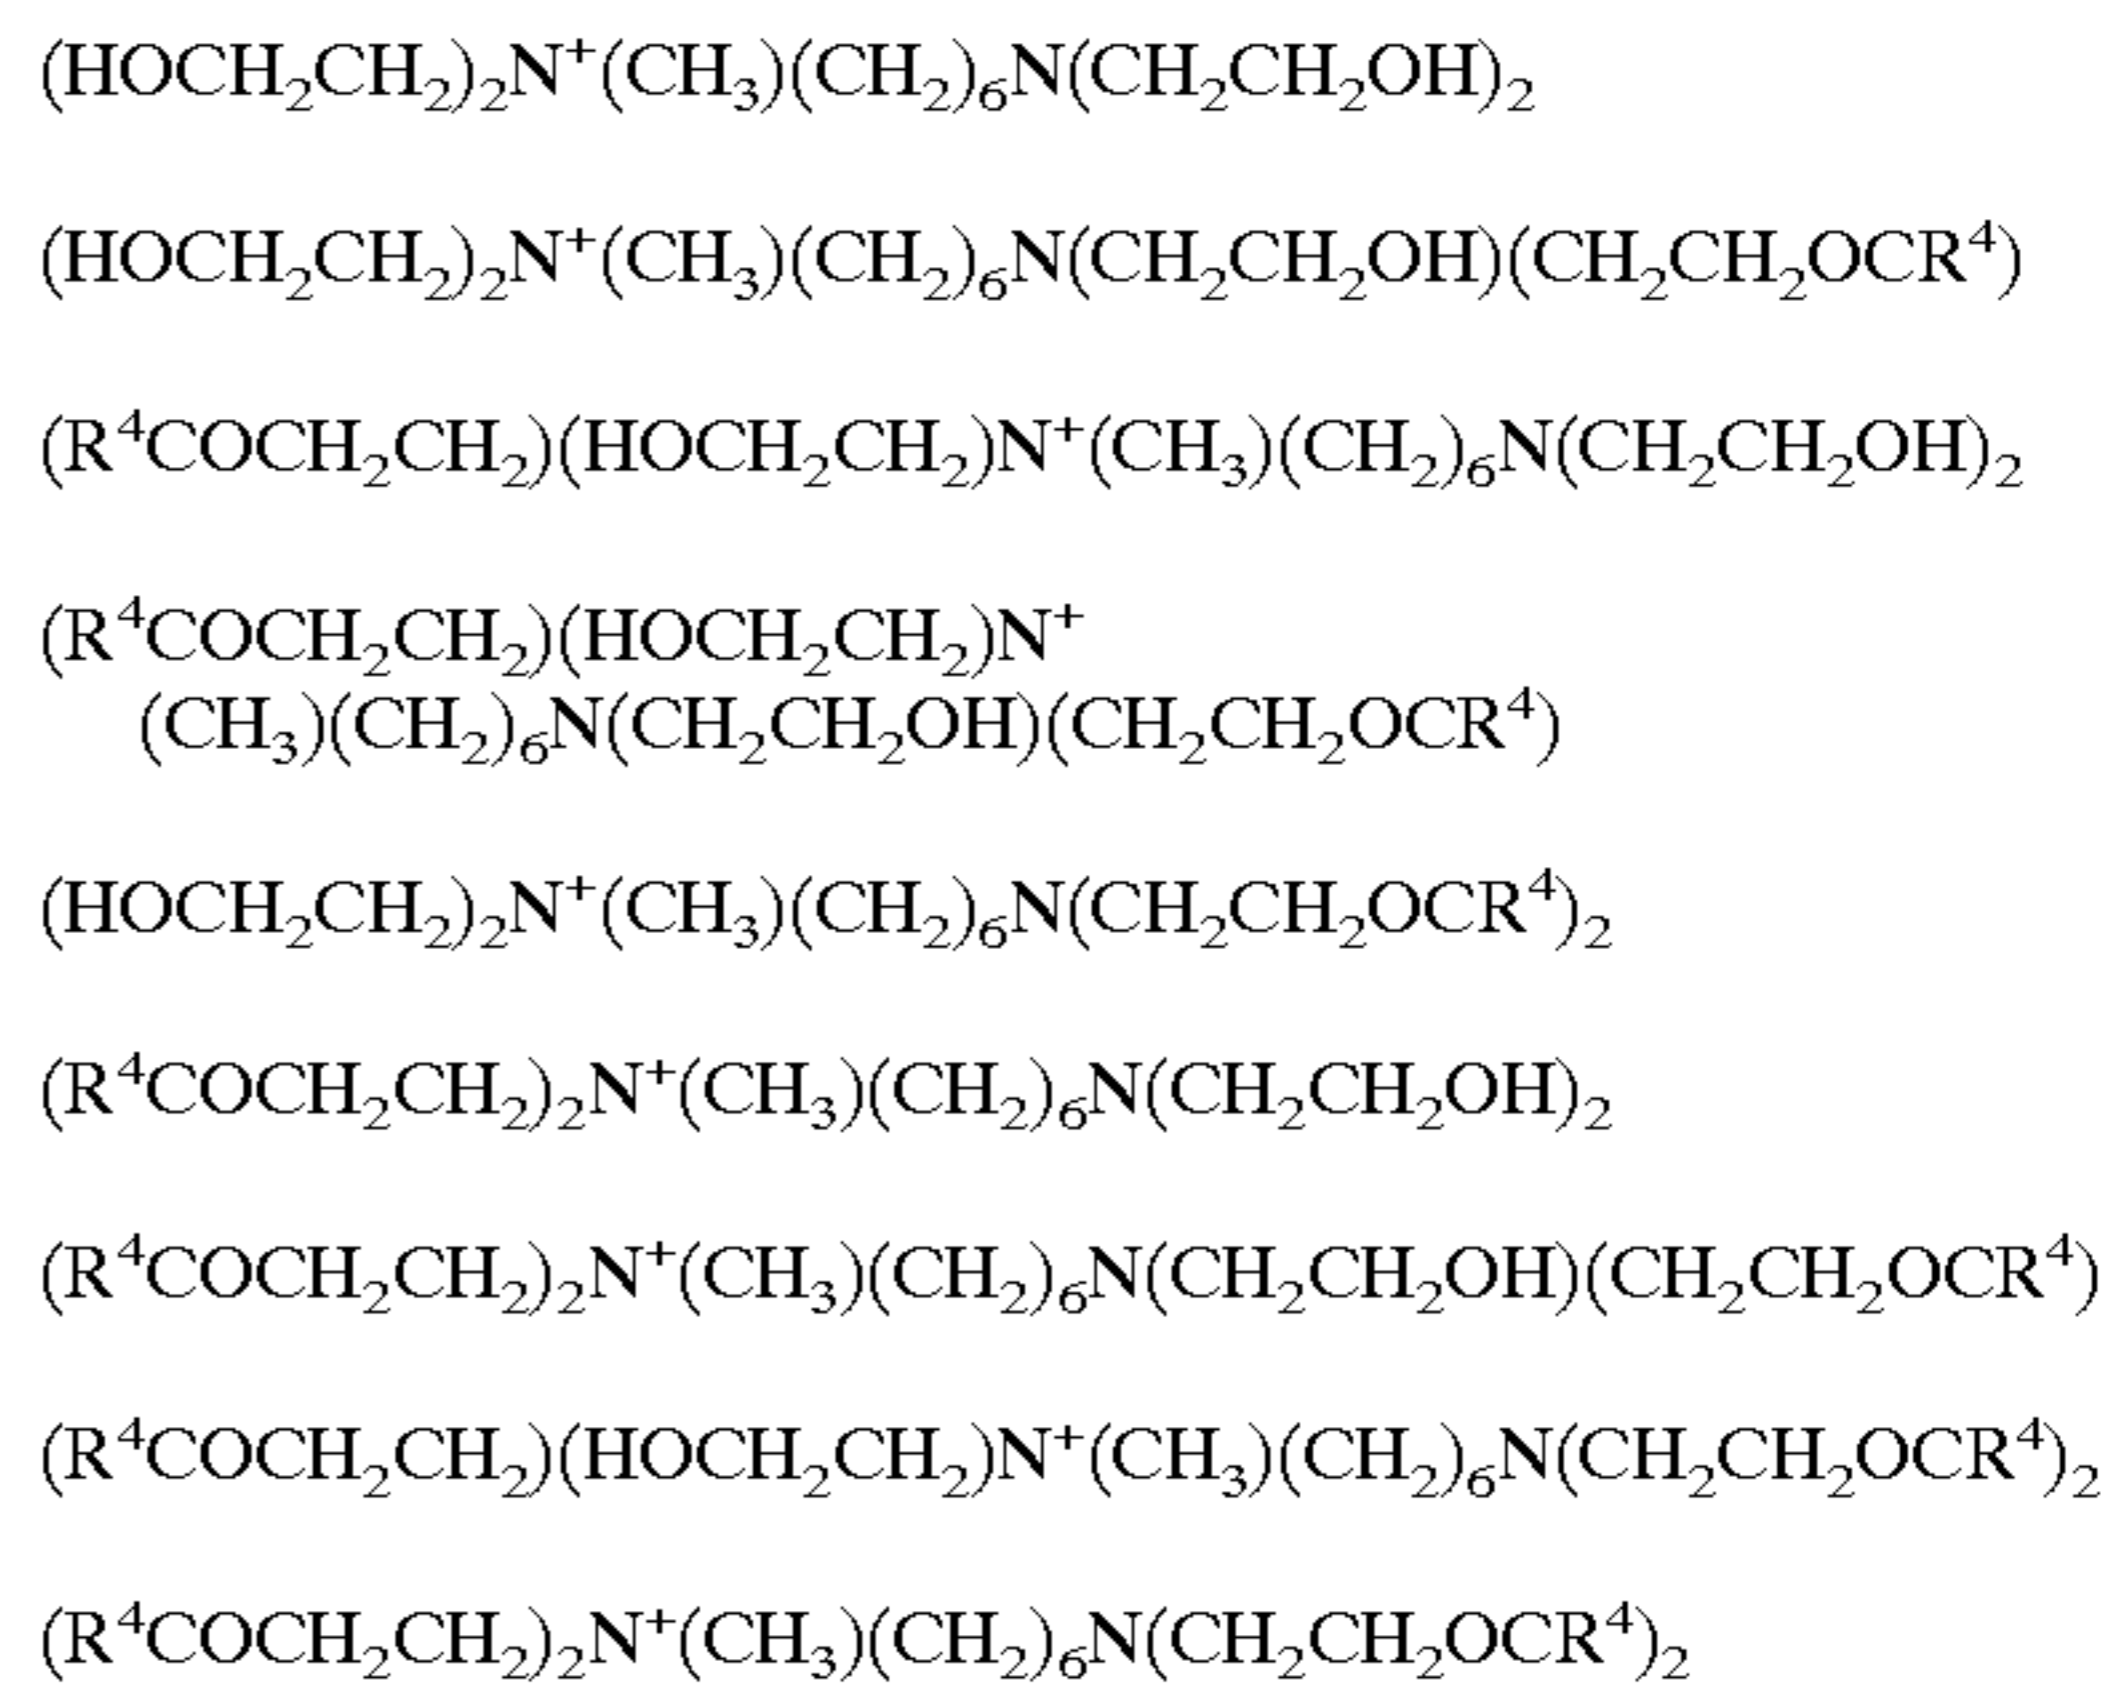 (HOCH₂CH₂)₂N⁺(CH₃)(CH₂)₆N(CH₂CH₂OH)₂
(HOCH₂CH₂)₂N⁺(CH₃)(CH₂)₆N(CH₂CH₂OH)(CH₂CH₂OCR⁴)
(R⁴COCH₂CH₂)(HOCH₂CH₂)N⁺(CH₃)(CH₂)₆N(CH₂CH₂OH)₂
(R⁴COCH₂CH₂)(HOCH₂CH₂)N⁺
(CH₃)(CH₂)₆N(CH₂CH₂OH)(CH₂CH₂OCR⁴)
(HOCH₂CH₂)₂N⁺(CH₃)(CH₂)₆N(CH₂CH₂OCR⁴)₂
(R⁴COCH₂CH₂)₂N⁺(CH₃)(CH₂)₆N(CH₂CH₂OH)₂
(R⁴COCH₂CH₂)₂N⁺(CH₃)(CH₂)₆N(CH₂CH₂OH)(CH₂CH₂OCR⁴)
(R⁴COCH₂CH₂)(HOCH₂CH₂)N⁺(CH₃)(CH₂)₆N(CH₂CH₂OCR⁴)₂
(R⁴COCH₂CH₂)₂N⁺(CH₃)(CH₂)₆N(CH₂CH₂OCR⁴)₂